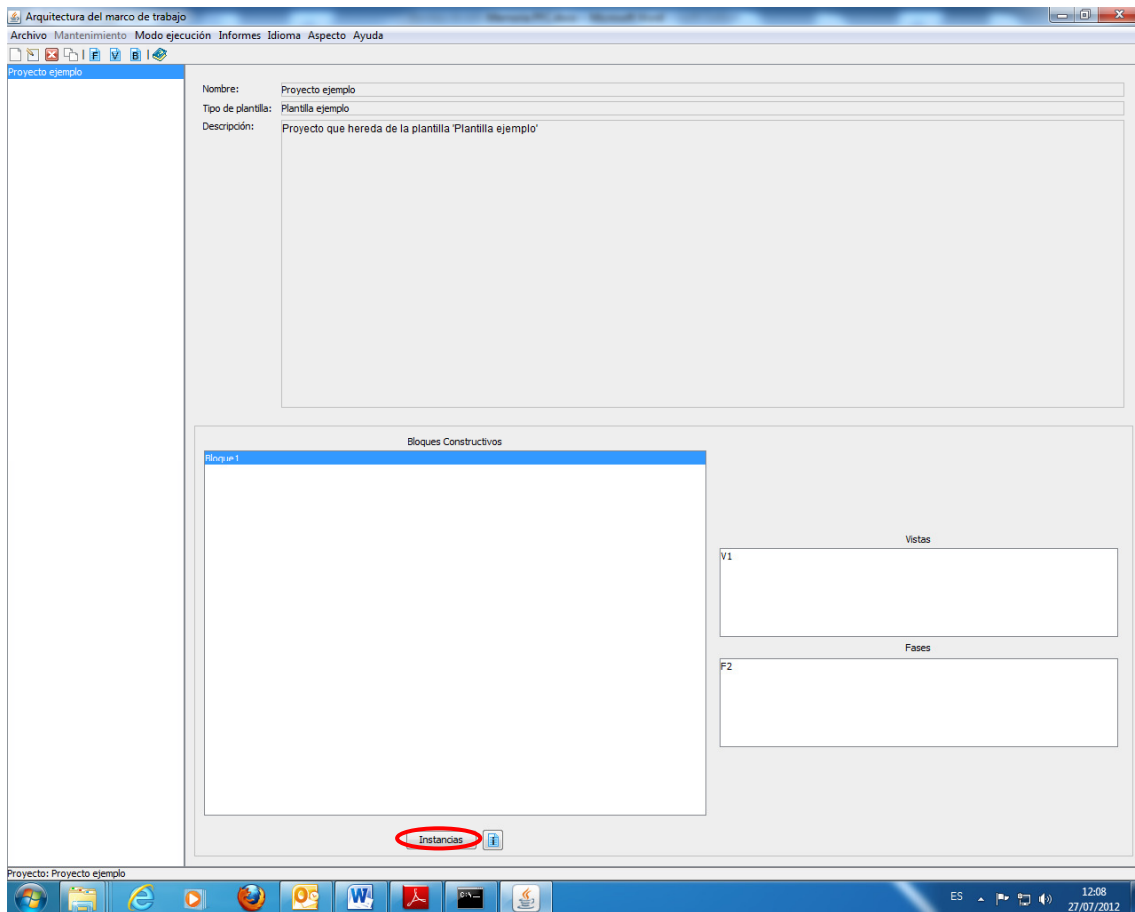 Arquitectura del marco de trabajo
Archivo Mantenimiento Modo ejecución Informes Idioma Aspecto Ayuda
F V B
Proyecto ejemplo
Nombre: Proyecto ejemplo
Tipo de plantilla: Plantilla ejemplo
Descripción: Proyecto que hereda de la plantilla 'Plantilla ejemplo'
Bloques Constructivos
Bloque1
Vistas
V1
Fases
F2
Instancias
Proyecto: Proyecto ejemplo
ES 12:08
27/07/2012